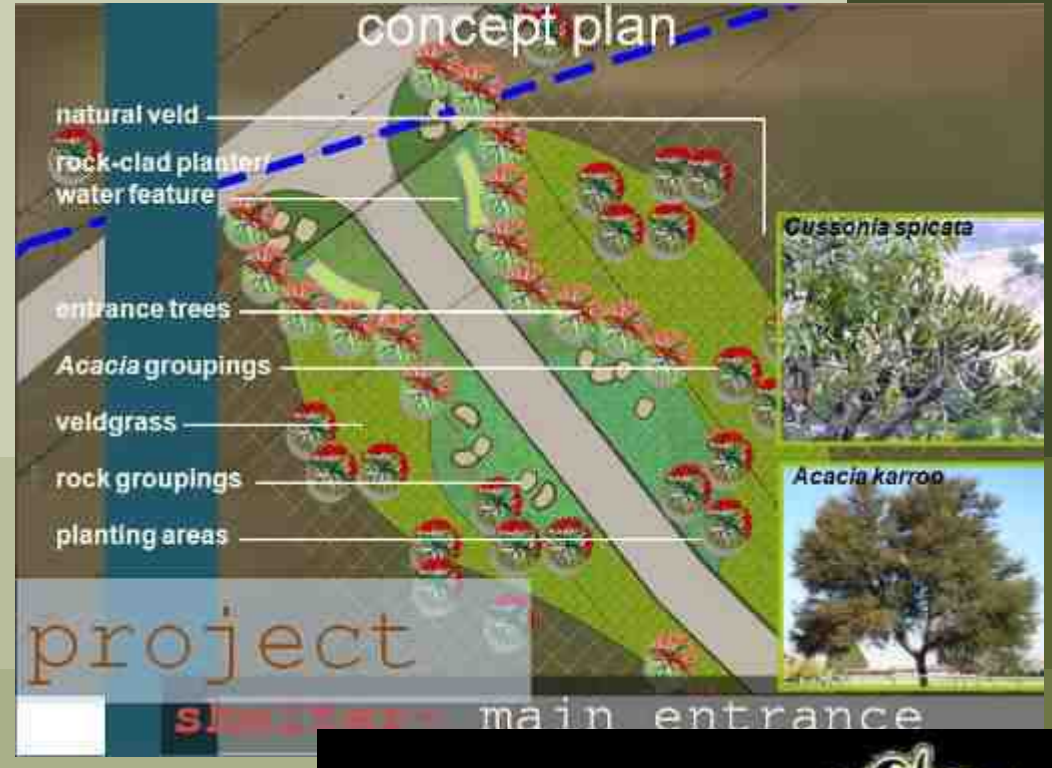 concept plan
natural veld
rock-clad planter/
water feature
entrance trees
Acacia groupings
veldgrass
rock groupings
planting areas
Cussonia spicata
Acacia karroo
project
main entrance